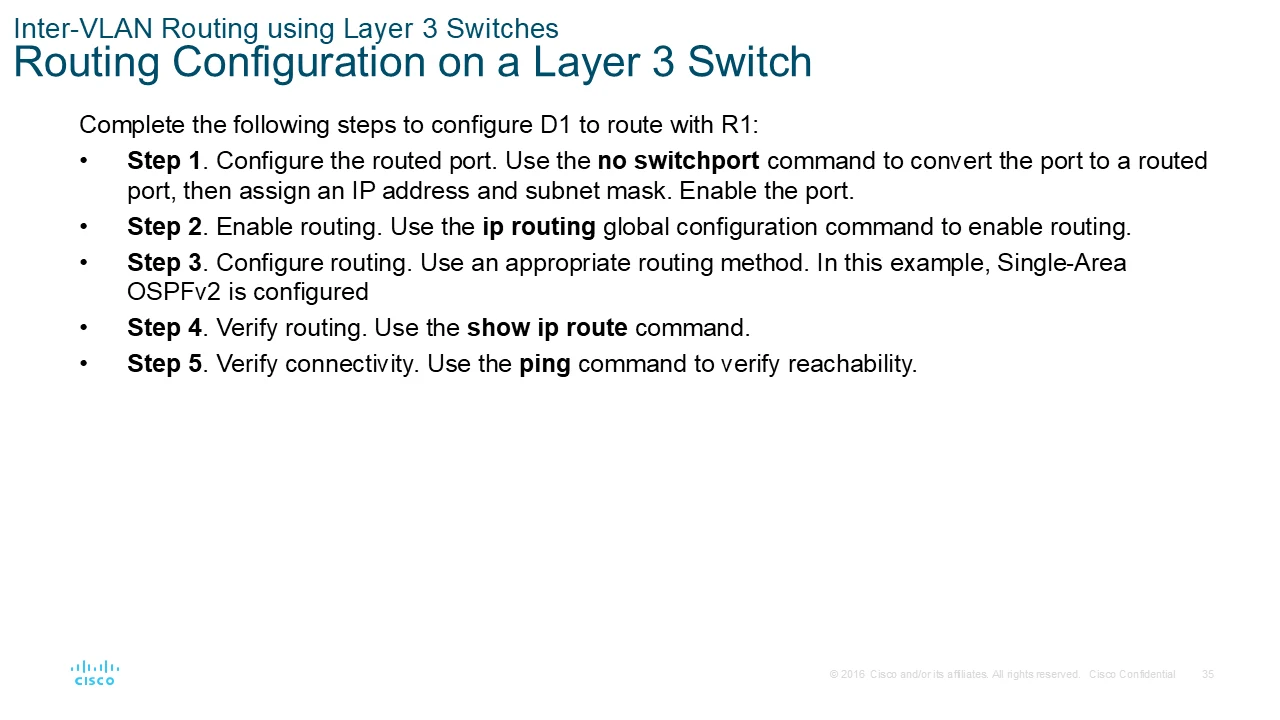 Inter-VLAN Routing using Layer 3 Switches
Routing Configuration on a Layer 3 Switch
Complete the following steps to configure D1 to route with R1:
• Step 1. Configure the routed port. Use the no switchport command to convert the port to a routed
port, then assign an IP address and subnet mask. Enable the port.
• Step 2. Enable routing. Use the ip routing global configuration command to enable routing.
• Step 3. Configure routing. Use an appropriate routing method. In this example, Single-Area
OSPFv2 is configured
• Step 4. Verify routing. Use the show ip route command.
• Step 5. Verify connectivity. Use the ping command to verify reachability.
CISCO
© 2016 Cisco and/or its affiliates. All rights reserved. Cisco Confidential 35